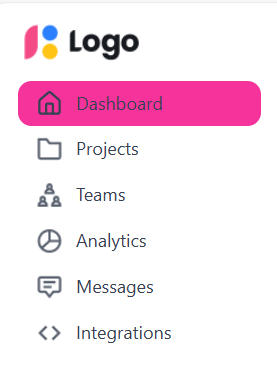 Logo
Dashboard
Projects
Teams
Analytics
Messages
Integrations